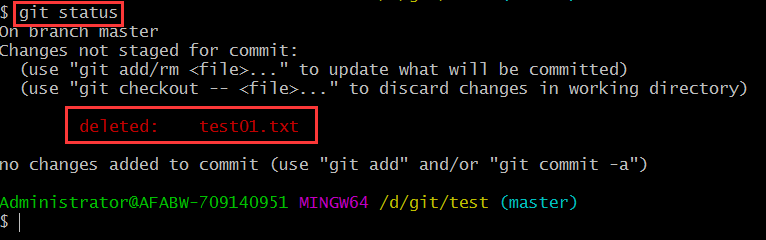 $ git status
On branch master
Changes not staged for commit:
  (use "git add/rm <file>..." to update what will be committed)
  (use "git checkout -- <file>..." to discard changes in working directory)
deleted:    test01.txt
no changes added to commit (use "git add" and/or "git commit -a")
Administrator@AFABW-709140951 MINGW64 /d/git/test (master)
$